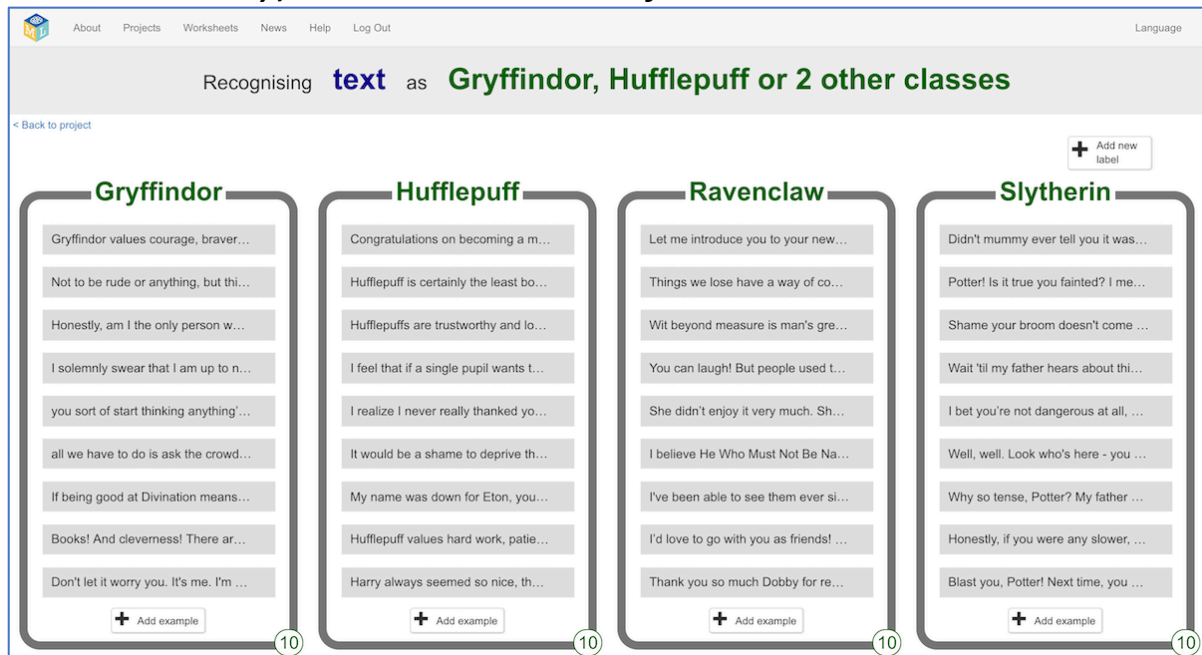 About Projects Worksheets News Help Log Out Language
Recognising text as Gryffindor, Hufflepuff or 2 other classes
< Back to project
Add new
label
Gryffindor
Gryffindor values courage, braver...
Not to be rude or anything, but thi...
Honestly, am I the only person w...
I solemnly swear that I am up to n...
you sort of start thinking anything'...
all we have to do is ask the crowd...
If being good at Divination means...
Books! And cleverness! There ar...
Don't let it worry you. It's me. I'm ...
Add example
10
Hufflepuff
Congratulations on becoming a m...
Hufflepuff is certainly the least bo...
Hufflepuffs are trustworthy and lo...
I feel that if a single pupil wants t...
I realize I never really thanked yo...
It would be a shame to deprive th...
My name was down for Eton, you...
Hufflepuff values hard work, patie...
Harry always seemed so nice, th...
Add example
10
Ravenclaw
Let me introduce you to your new...
Things we lose have a way of co...
Wit beyond measure is man's gre...
You can laugh! But people used t...
She didn't enjoy it very much. Sh...
I believe He Who Must Not Be Na...
I've been able to see them ever si...
I'd love to go with you as friends! ...
Thank you so much Dobby for re...
Add example
10
Slytherin
Didn't mummy ever tell you it was...
Potter! Is it true you fainted? I me...
Shame your broom doesn't come ...
Wait 'til my father hears about thi...
I bet you're not dangerous at all, ...
Well, well. Look who's here - you ...
Why so tense, Potter? My father ...
Honestly, if you were any slower, ...
Blast you, Potter! Next time, you ...
Add example
10